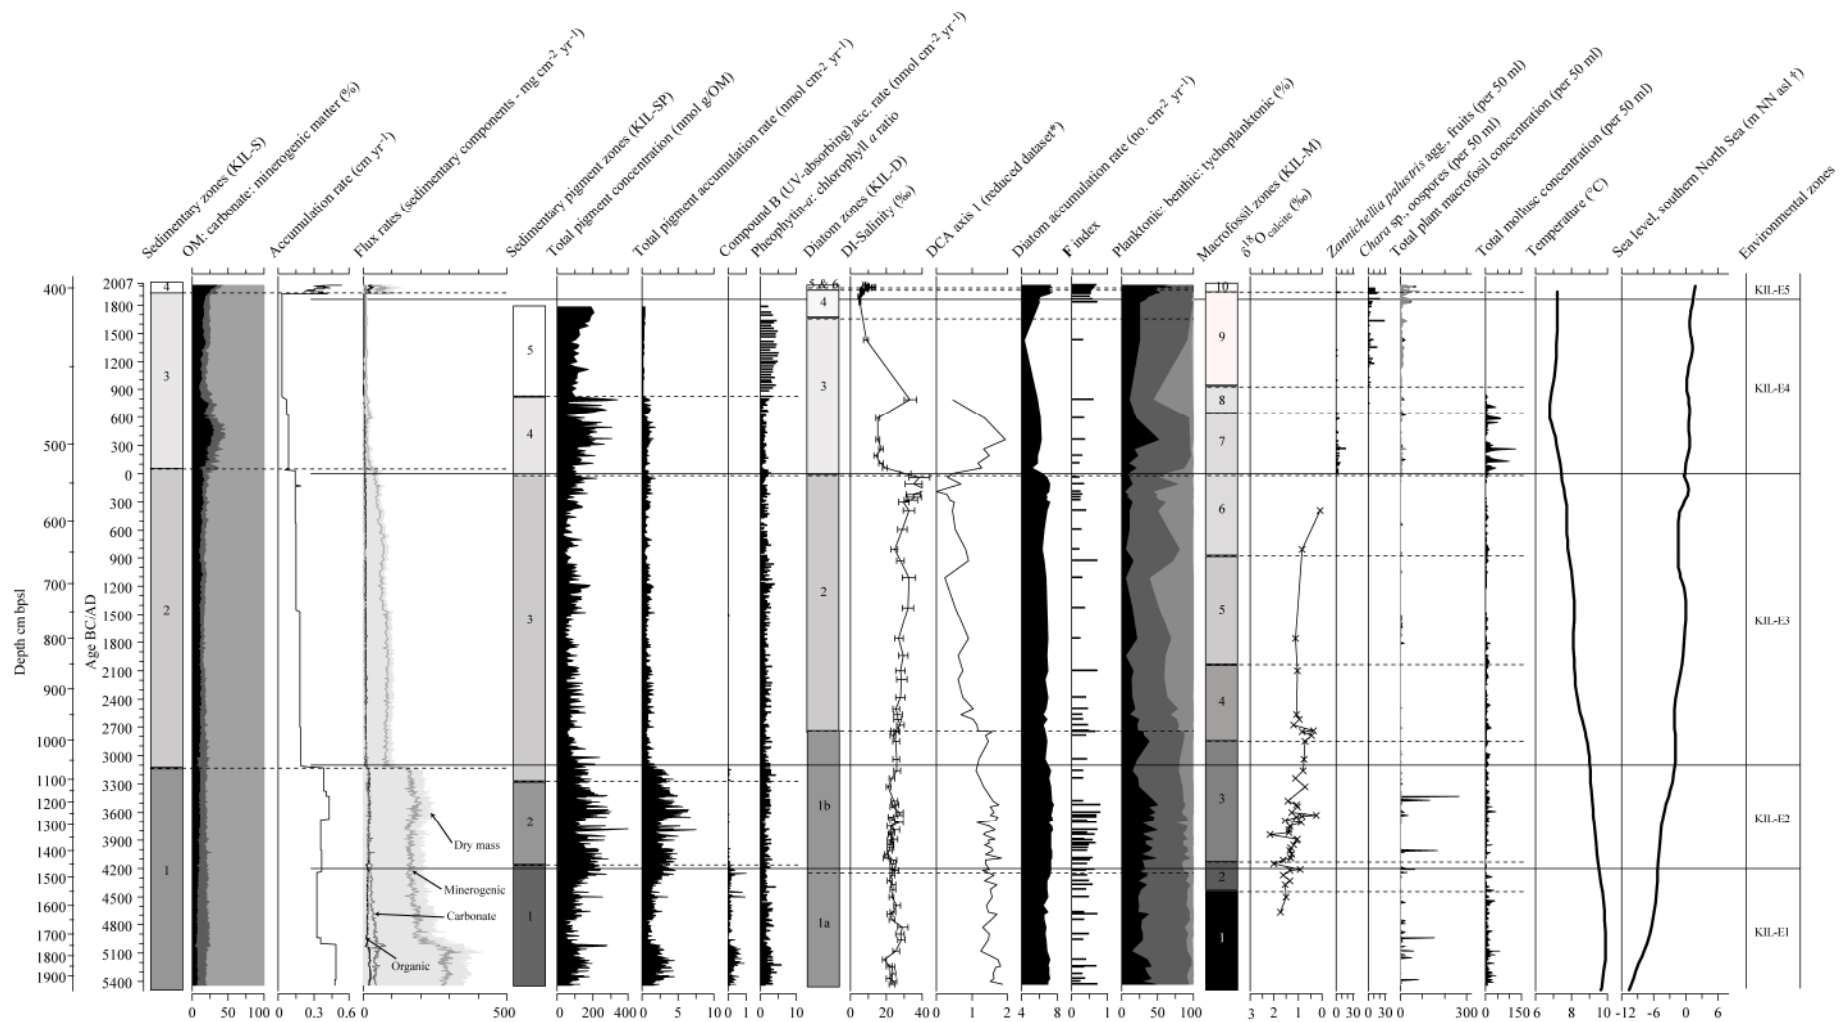 Sedimentary zones (KIL-S)
OM: carbonate: minerogenic matter (%)
Accumulation rate (cm yr⁻¹)
Flux rates (sedimentary components - mg cm⁻² yr⁻¹)
Sedimentary pigment zones (KIL-SP)
Total pigment concentration (nmol g/OM)
Total pigment accumulation rate (nmol cm⁻² yr⁻¹)
Compound B (UV-absorbing) acc. rate (nmol cm⁻² yr⁻¹)
Pheophytin-a: chlorophyll a ratio
Diatom zones (KIL-D)
DI-Salinity (‰)
DCA axis 1 (reduced dataset*)
Diatom accumulation rate (no. cm⁻² yr⁻¹)
F index
Planktonic: benthic: tychoplanktonic (%)
Macrofossil zones (KIL-M)
δ¹⁸O calcite (‰)
Zannichellia palustris agg., fruits (per 50 ml)
Chara sp., oospores (per 50 ml)
Total plant macrofossil concentration (per 50 ml)
Total mollusc concentration (per 50 ml)
Temperature (°C)
Sea level, southern North Sea (m NN asl †)
Environmental zones
Depth cm bpsl
400
500
600
700
800
900
1000
1100
1200
1300
1400
1500
1600
1700
1800
1900
Age BC/AD
2007
1800
1500
1200
900
600
300
0
300
600
900
1200
1500
1800
2100
2400
2700
3000
3300
3600
3900
4200
4500
4800
5100
5400
4
3
2
1
Dry mass
Minerogenic
Carbonate
Organic
5
4
3
2
1
5 & 6
4
3
2
1b
1a
10
9
8
7
6
5
4
3
2
1
KIL-E5
KIL-E4
KIL-E3
KIL-E2
KIL-E1
0 50 100
0 0.3 0.6
0 500
0 200 400
0 5 10
0 1
0 10
0 20 40
0 1 2
4 8
0 1
0 50 100
3 2 1 0
0 30
0 30
0 300
0 150
6 8 10
-12 -6 0 6